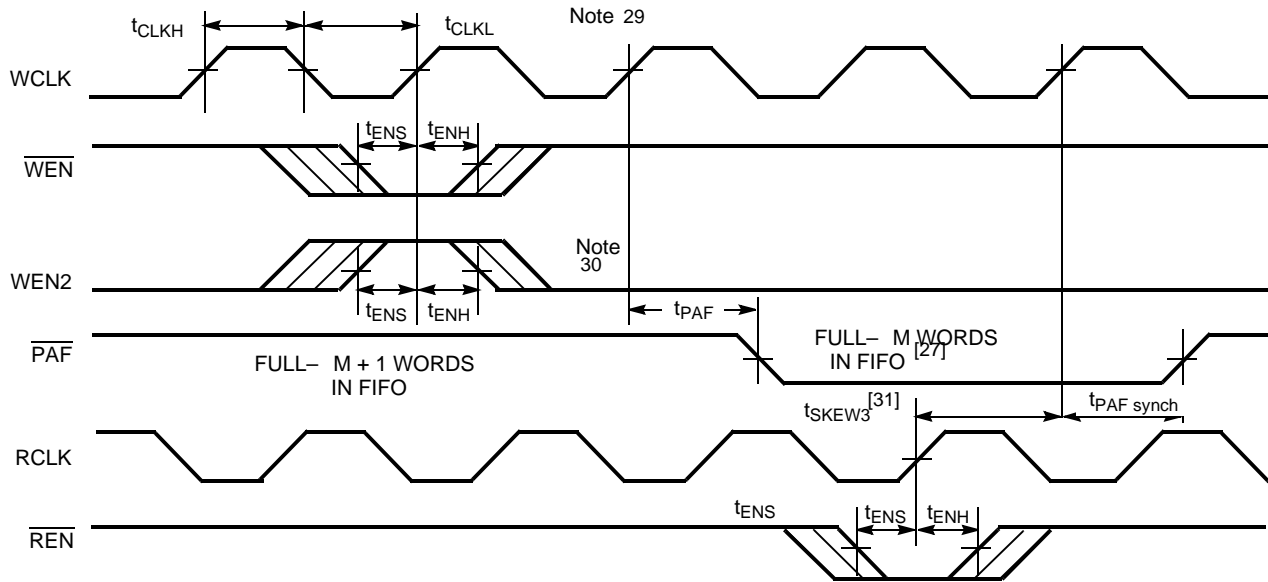 tCLKH
tCLKL
Note 29
WCLK
tENS
tENH
WEN
Note
30
WEN2
tENS
tENH
tPAF
PAF
FULL– M + 1 WORDS
IN FIFO
FULL– M WORDS
IN FIFO [27]
tSKEW3[31]
tPAF synch
RCLK
tENS
tENS
tENH
REN